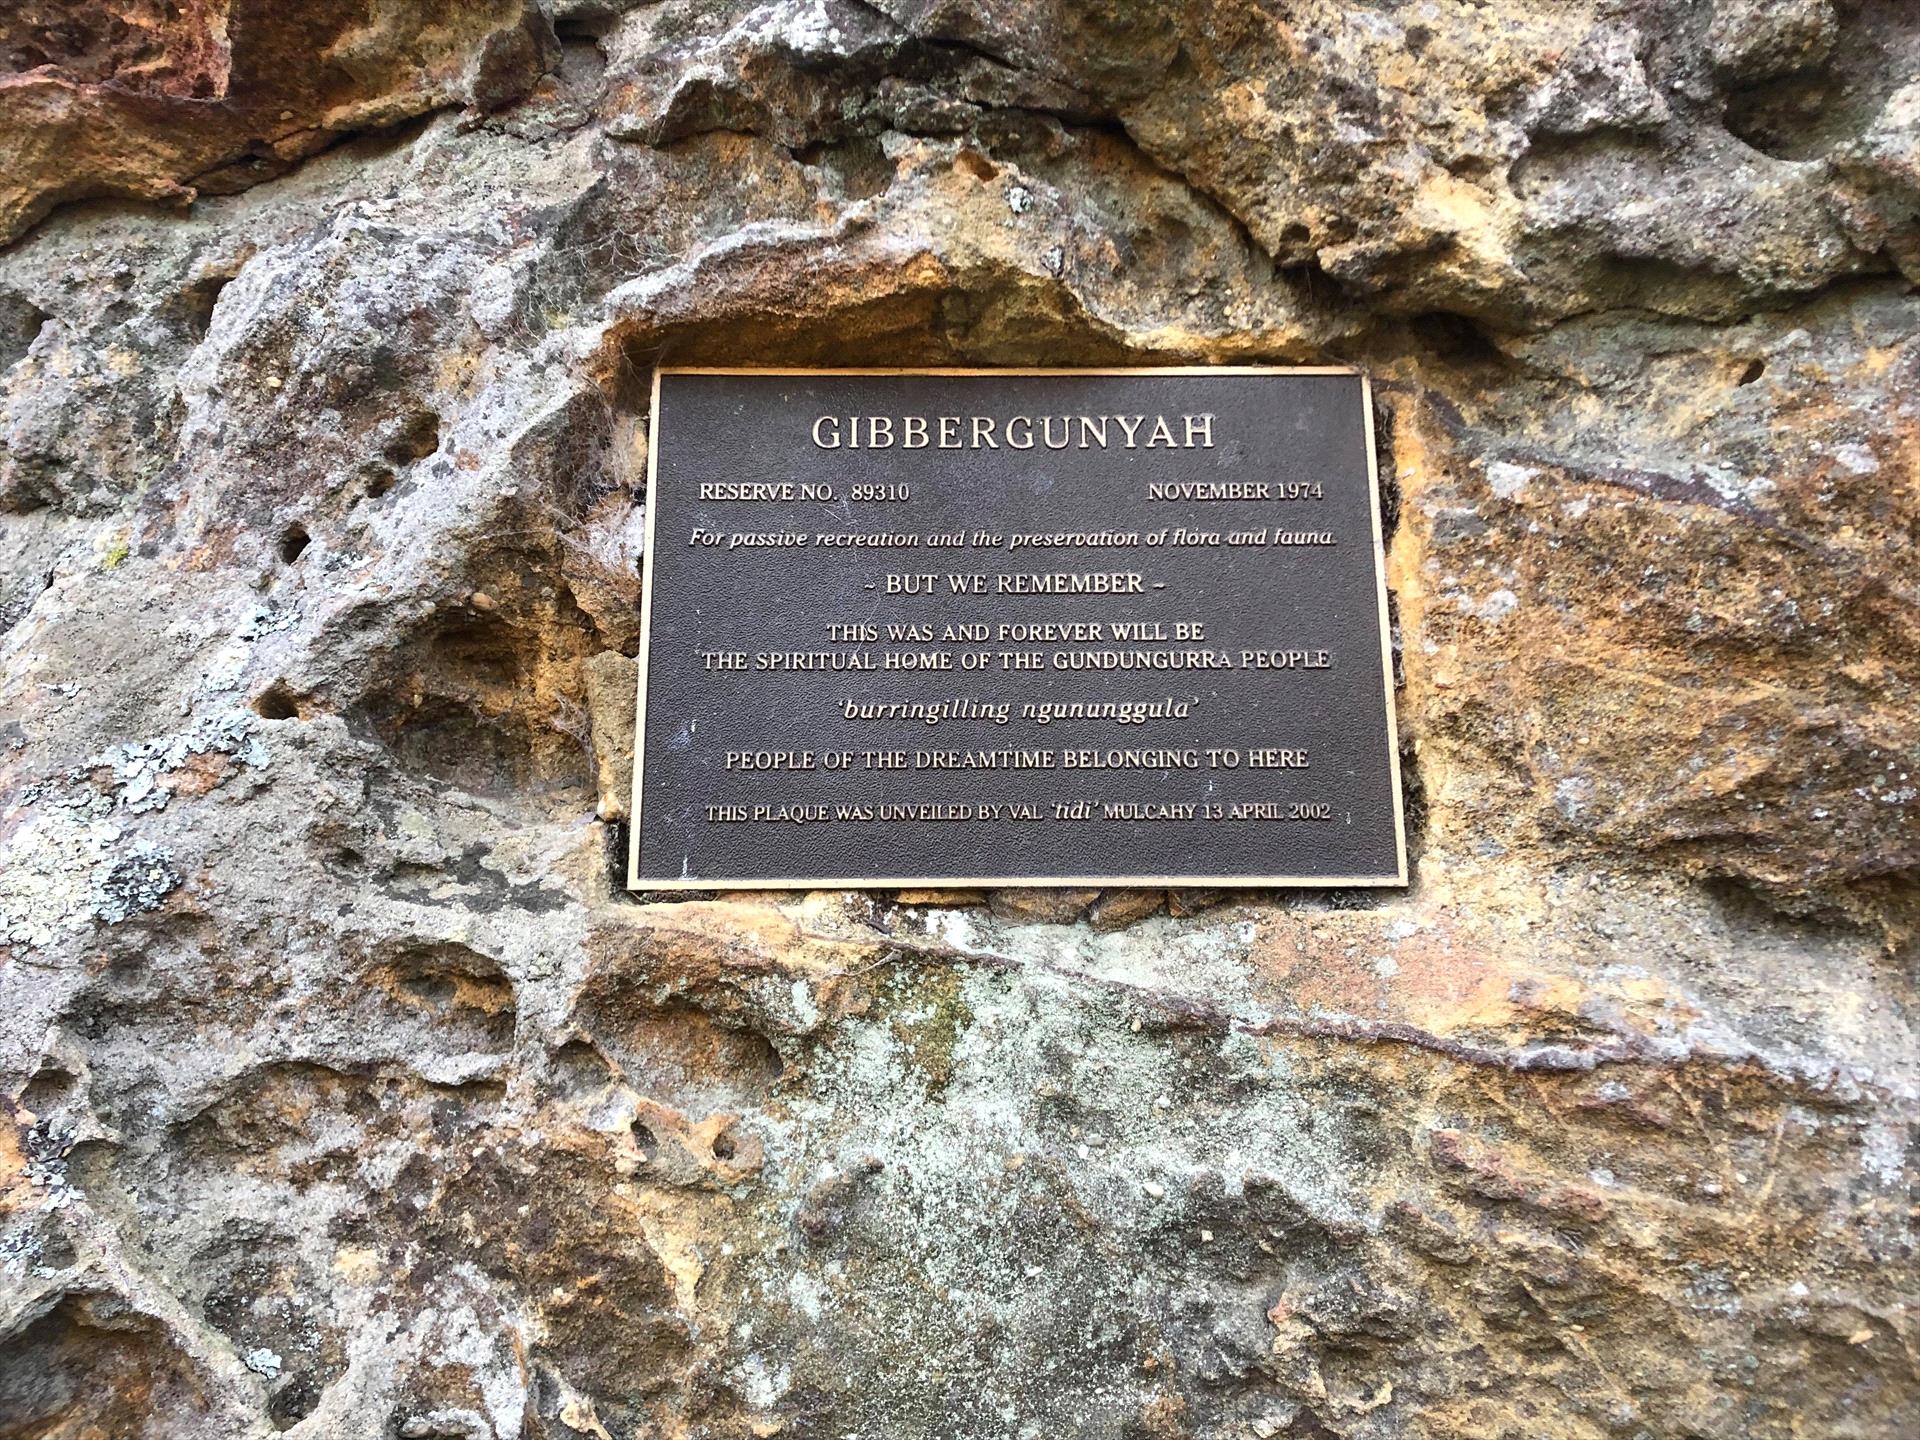 GIBBERGUNYAH
RESERVE NO. 89310 NOVEMBER 1974
For passive recreation and the preservation of flora and fauna.
~ BUT WE REMEMBER ~
THIS WAS AND FOREVER WILL BE
THE SPIRITUAL HOME OF THE GUNDUNGURRA PEOPLE
'burringilling ngununggula'
PEOPLE OF THE DREAMTIME BELONGING TO HERE
THIS PLAQUE WAS UNVEILED BY VAL 'tidi' MULCAHY 13 APRIL 2002